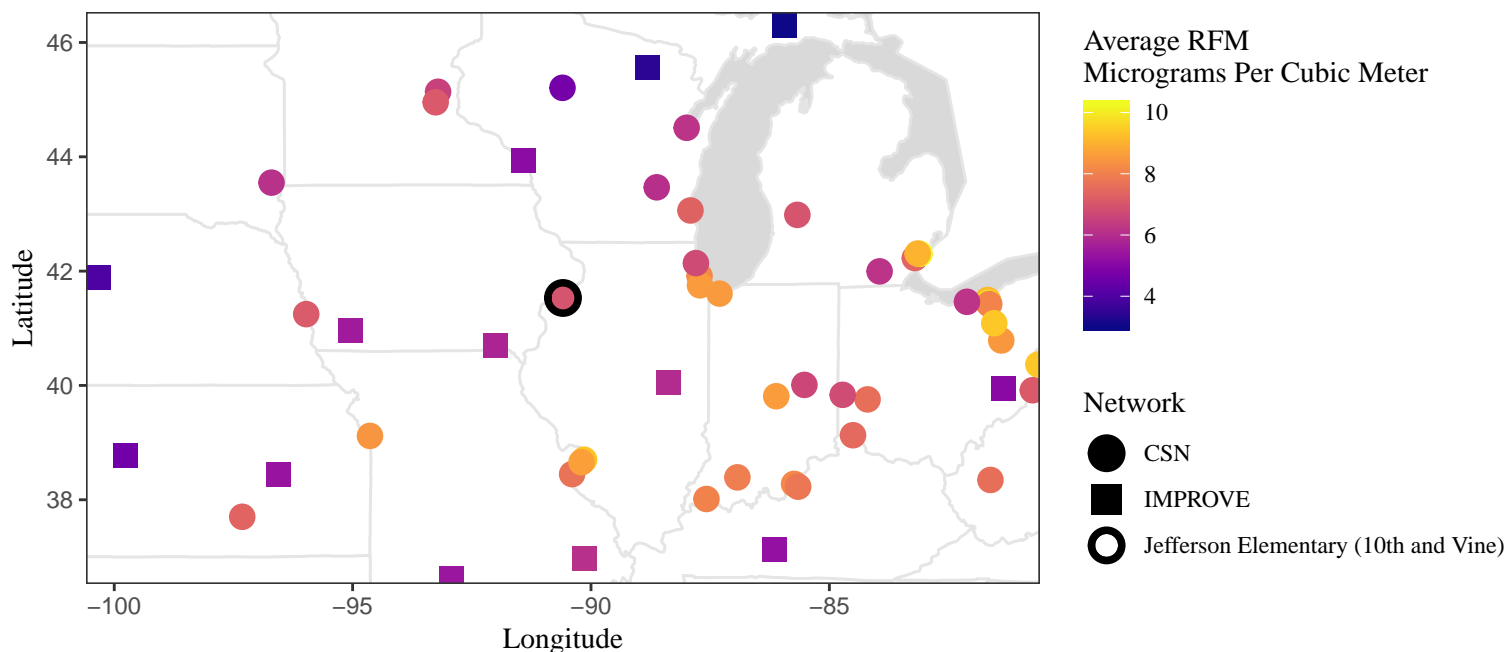 46
44
42
40
38
Latitude
−100
−95
−90
−85
Longitude
Average RFM
Micrograms Per Cubic Meter
10
8
6
4
Network
CSN
IMPROVE
Jefferson Elementary (10th and Vine)